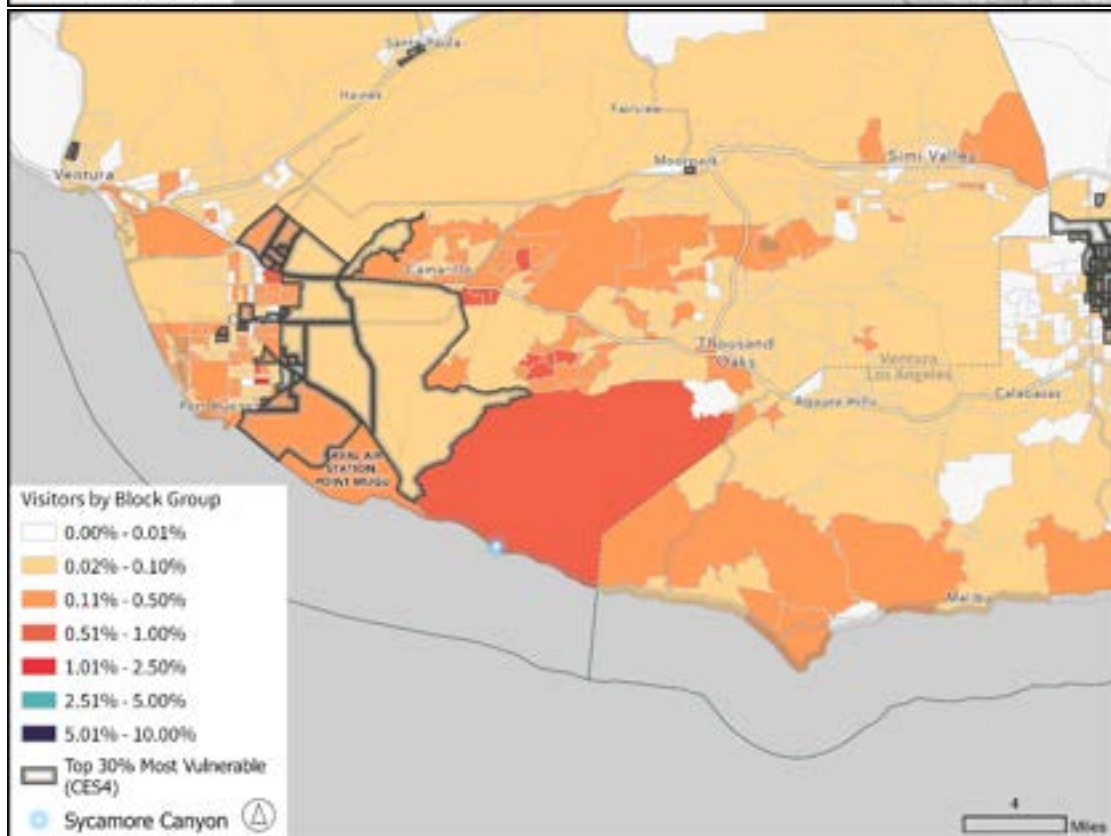 Santa Paula
Fairview
Moorpark
Simi Valley
Ventura
Camarillo
Thousand
Oaks
Ventura
Los Angeles
Agoura Hills
Calabasas
NAVAL AIR
STATION
POINT MUGU
Malibu
Visitors by Block Group
0.00% - 0.01%
0.02% - 0.10%
0.11% - 0.50%
0.51% - 1.00%
1.01% - 2.50%
2.51% - 5.00%
5.01% - 10.00%
Top 30% Most Vulnerable
(CES4)
Sycamore Canyon
4
Miles